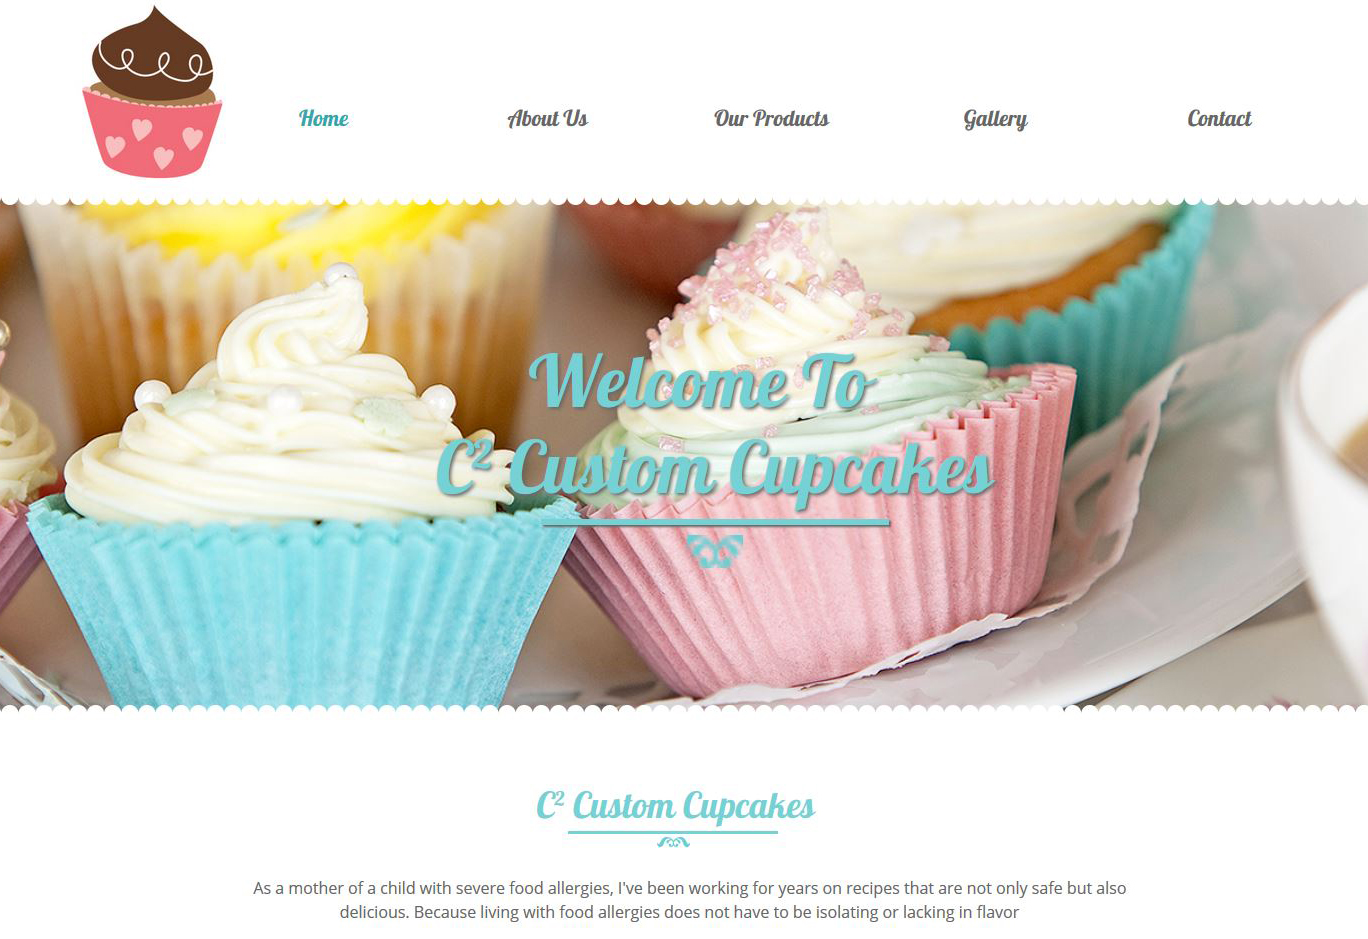 Home About Us Our Products Gallery Contact
Welcome To
C² Custom Cupcakes
C² Custom Cupcakes
As a mother of a child with severe food allergies, I've been working for years on recipes that are not only safe but also
delicious. Because living with food allergies does not have to be isolating or lacking in flavor